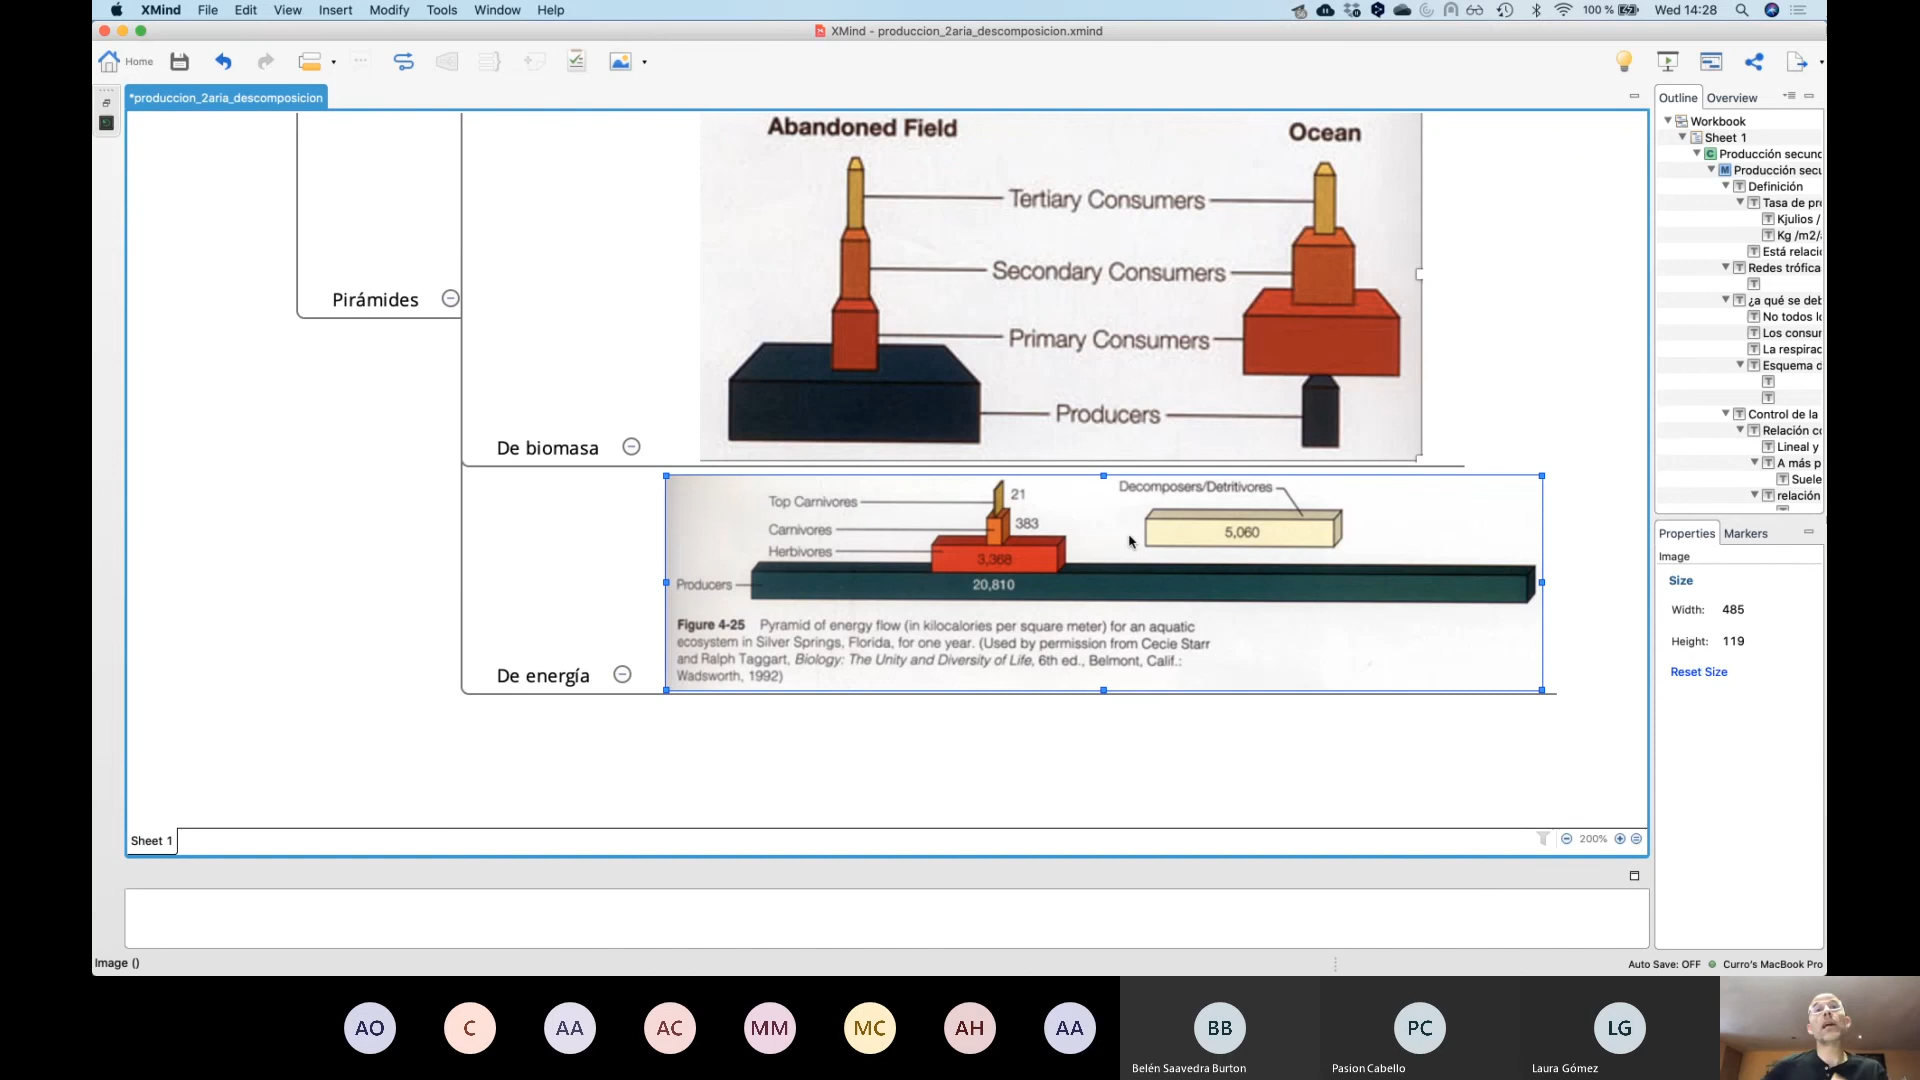 XMind File Edit View Insert Modify Tools Window Help
100 % Wed 14:28
XMind - produccion_2aria_descomposicion.xmind
Home
*produccion_2aria_descomposicion
Abandoned Field
Ocean
Tertiary Consumers
Secondary Consumers
Primary Consumers
Producers
Pirámides
De biomasa
Top Carnivores
21
Carnivores
383
Herbivores
3,368
Producers
20,810
Decomposers/Detritivores
5,060
Figure 4-25 Pyramid of energy flow (in kilocalories per square meter) for an aquatic
ecosystem in Silver Springs, Florida, for one year. (Used by permission from Cecie Starr
and Ralph Taggart, Biology: The Unity and Diversity of Life, 6th ed., Belmont, Calif.:
Wadsworth, 1992)
De energía
Sheet 1
200%
Outline Overview
Workbook
Sheet 1
Producción secunc
Producción secu
Definición
Tasa de pro
Kjulios /
Kg /m2/
Está relaci
Redes trófica
¿a qué se deb
No todos lo
Los consur
La respirac
Esquema d
Control de la
Relación co
Lineal y
A más p
Suele
relación
Properties Markers
Image
Size
Width: 485
Height: 119
Reset Size
Image ()
Auto Save: OFF Curro's MacBook Pro
AO
C
AA
AC
MM
MC
AH
AA
BB
Belén Saavedra Burton
PC
Pasion Cabello
LG
Laura Gómez